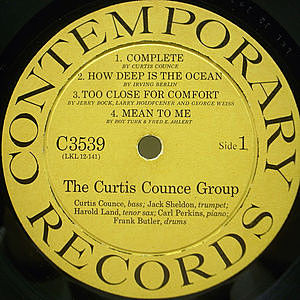 CONTEMPORARY
RECORDS
1. COMPLETE
BY CURTIS COUNCE
2. HOW DEEP IS THE OCEAN
BY IRVING BERLIN
3. TOO CLOSE FOR COMFORT
BY JERRY BOCK, LARRY HOLOFCENER AND GEORGE WEISS
4. MEAN TO ME
BY ROY TURK & FRED E. AHLERT
C3539
(LKL 12-141)
Side 1
The Curtis Counce Group
Curtis Counce, bass; Jack Sheldon, trumpet;
Harold Land, tenor sax; Carl Perkins, piano;
Frank Butler, drums